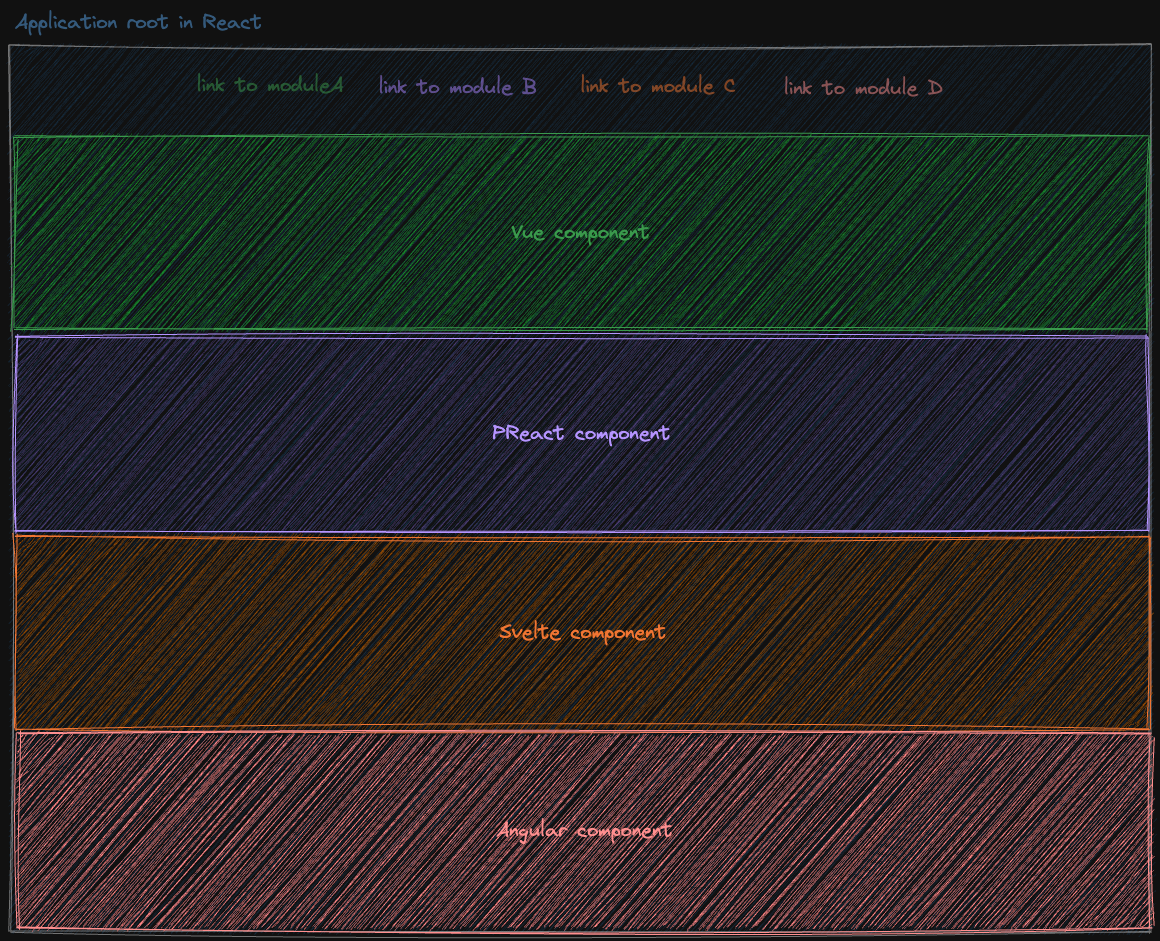 Application root in React
link to moduleA link to module B link to module C link to module D
Vue component
PReact component
Svelte component
Angular component